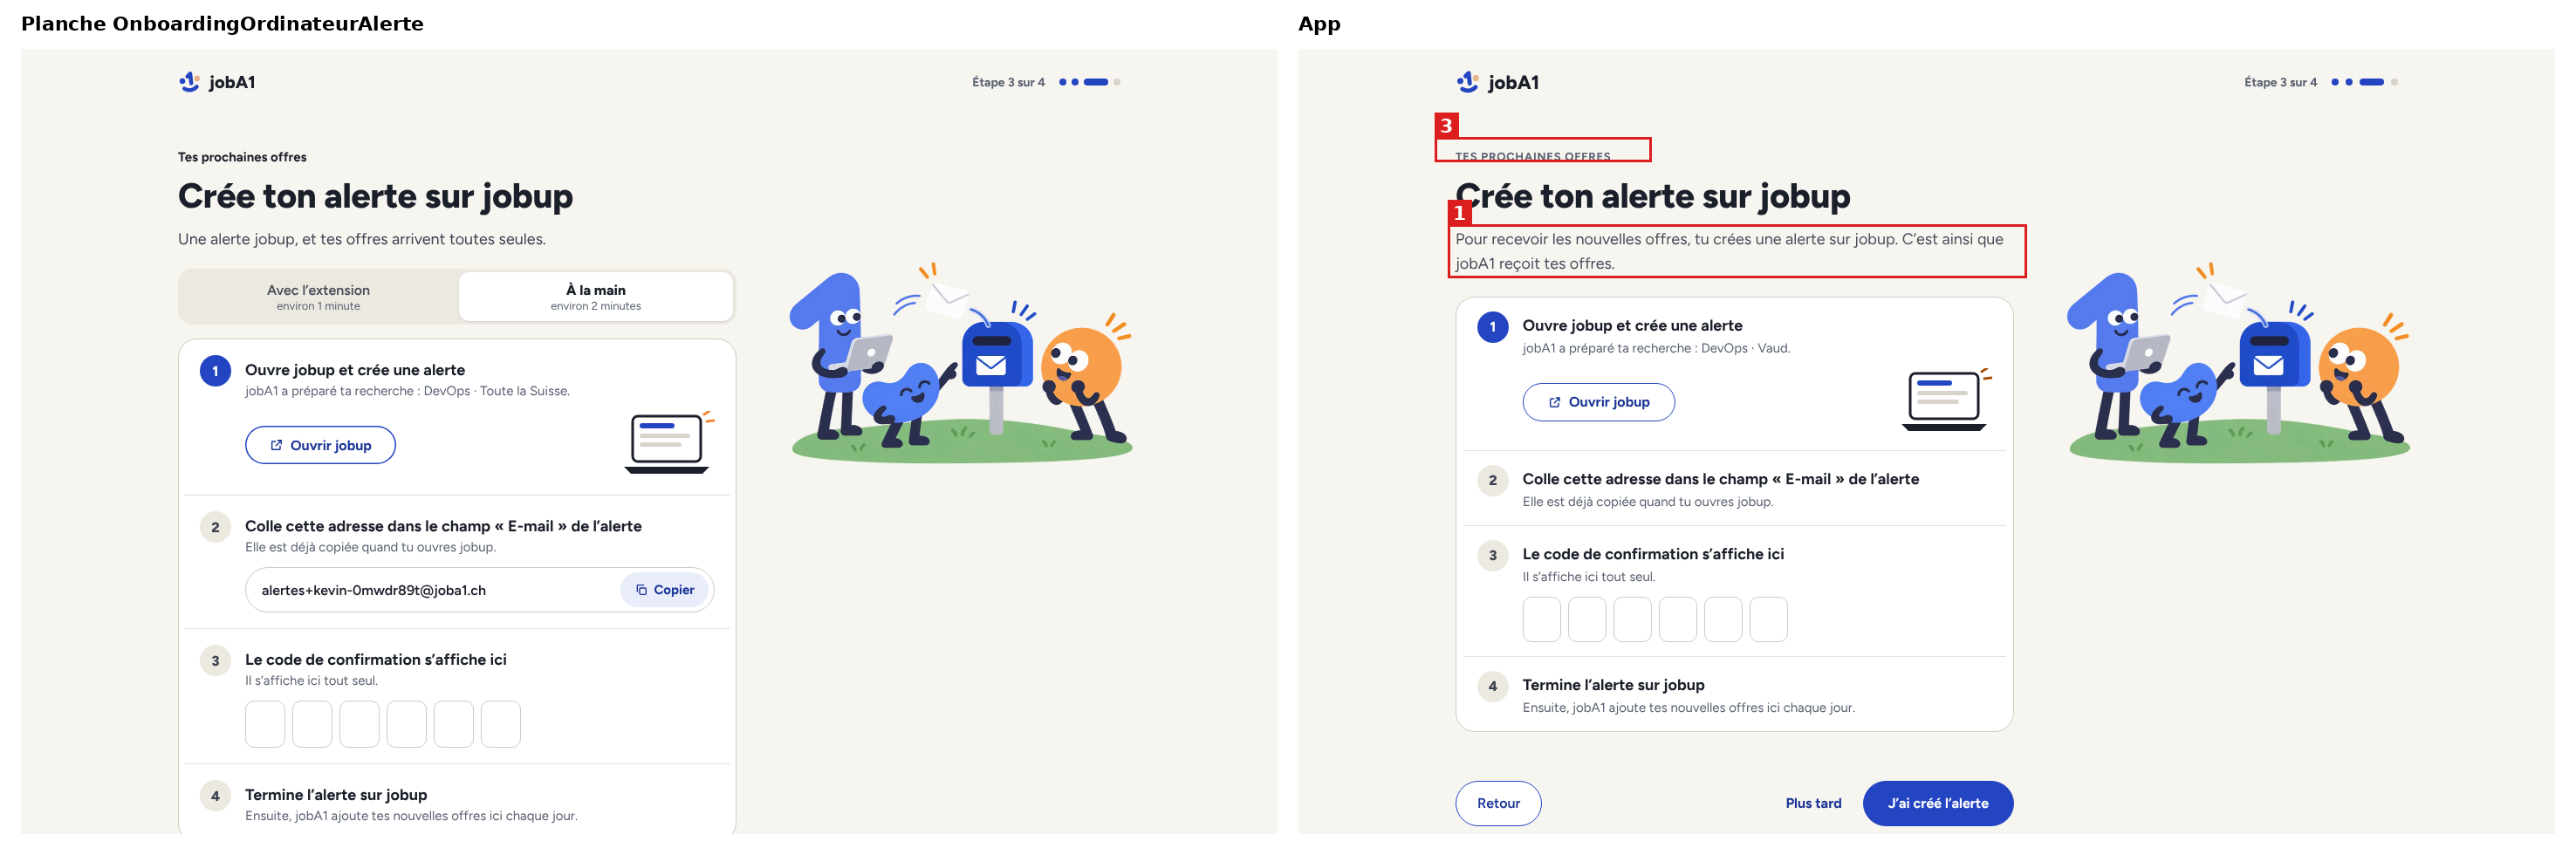 Planche OnboardingOrdinateurAlerte
jobA1
Étape 3 sur 4
Tes prochaines offres
Crée ton alerte sur jobup
Une alerte jobup, et tes offres arrivent toutes seules.
Avec l’extension
environ 1 minute
À la main
environ 2 minutes
1
Ouvre jobup et crée une alerte
jobA1 a préparé ta recherche : DevOps · Toute la Suisse.
Ouvrir jobup
2
Colle cette adresse dans le champ « E-mail » de l’alerte
Elle est déjà copiée quand tu ouvres jobup.
alertes+kevin-0mwdr89t@joba1.ch
Copier
3
Le code de confirmation s’affiche ici
Il s’affiche ici tout seul.
4
Termine l’alerte sur jobup
Ensuite, jobA1 ajoute tes nouvelles offres ici chaque jour.
App
jobA1
Étape 3 sur 4
3
TES PROCHAINES OFFRES
Crée ton alerte sur jobup
1
Pour recevoir les nouvelles offres, tu crées une alerte sur jobup. C’est ainsi que
jobA1 reçoit tes offres.
1
Ouvre jobup et crée une alerte
jobA1 a préparé ta recherche : DevOps · Vaud.
Ouvrir jobup
2
Colle cette adresse dans le champ « E-mail » de l’alerte
Elle est déjà copiée quand tu ouvres jobup.
3
Le code de confirmation s’affiche ici
Il s’affiche ici tout seul.
4
Termine l’alerte sur jobup
Ensuite, jobA1 ajoute tes nouvelles offres ici chaque jour.
Retour
Plus tard
J’ai créé l’alerte